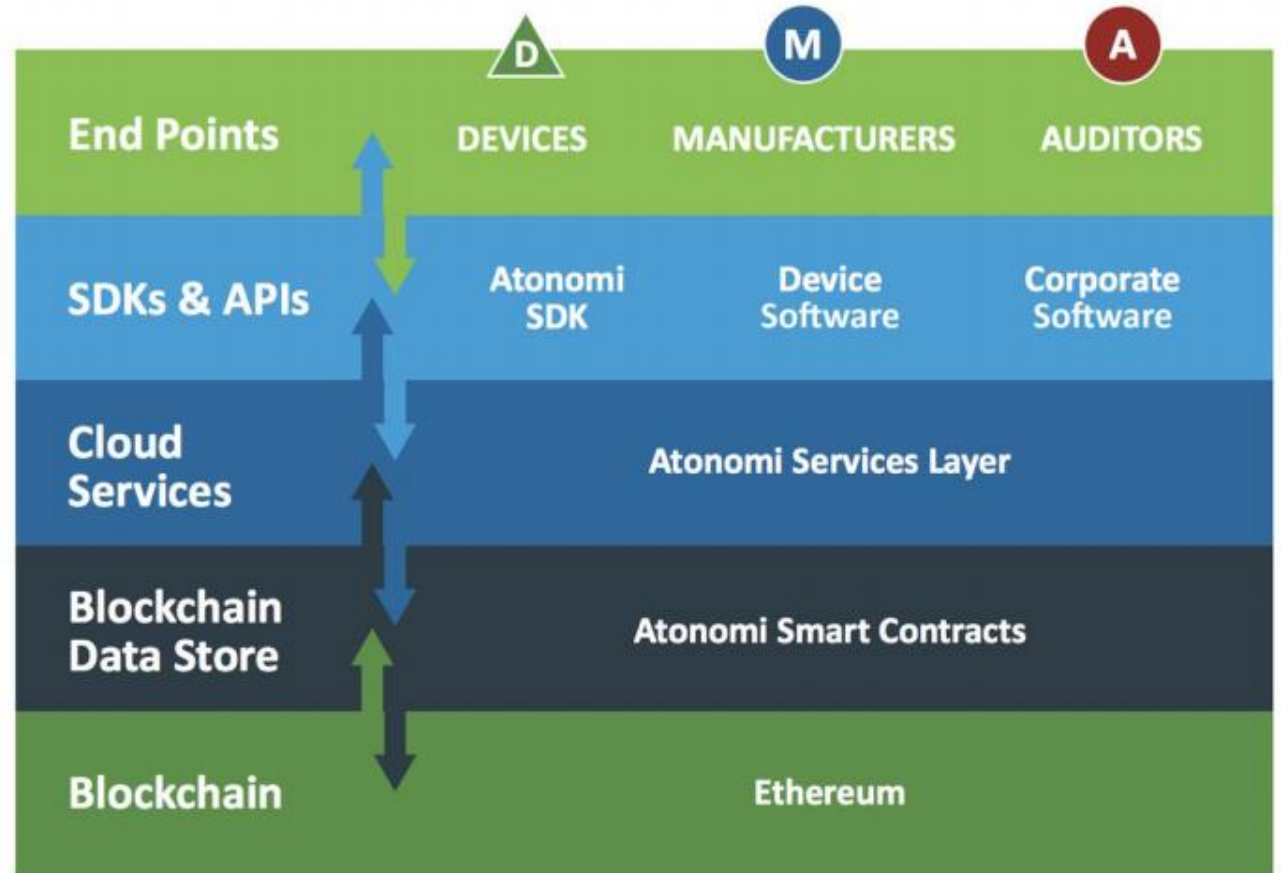 D
M
A
End Points
DEVICES
MANUFACTURERS
AUDITORS
SDKs & APIs
Atonomi
SDK
Device
Software
Corporate
Software
Cloud
Services
Atonomi Services Layer
Blockchain
Data Store
Atonomi Smart Contracts
Blockchain
Ethereum